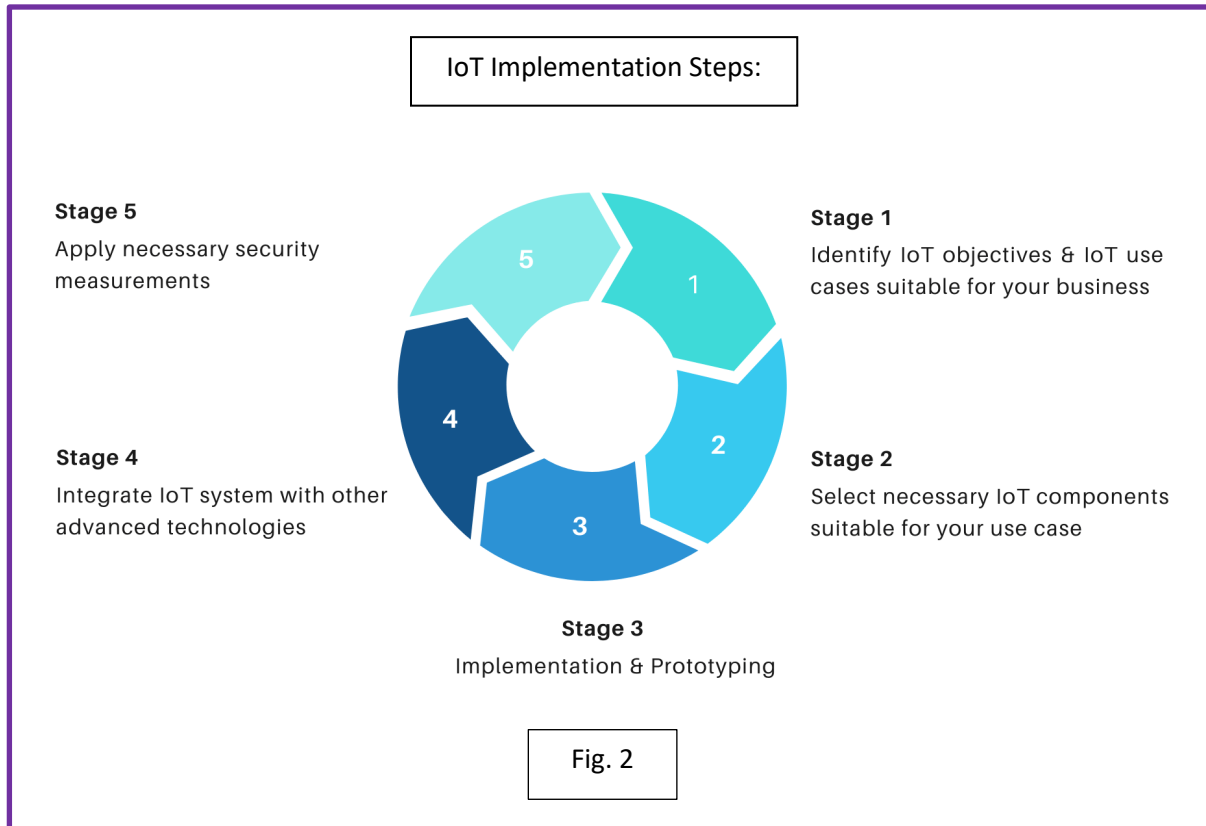 IoT Implementation Steps:
Stage 1
Identify IoT objectives & IoT use
cases suitable for your business
Stage 2
Select necessary IoT components
suitable for your use case
Stage 3
Implementation & Prototyping
Stage 4
Integrate IoT system with other
advanced technologies
Stage 5
Apply necessary security
measurements
1
2
3
4
5
Fig. 2